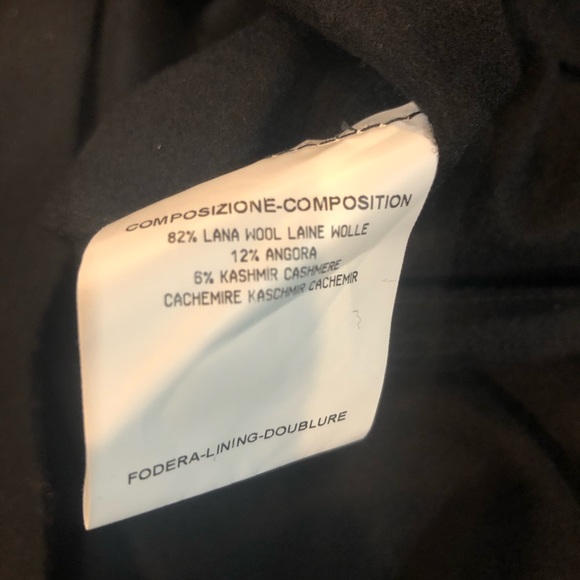 COMPOSIZIONE-COMPOSITION
82% LANA WOOL LAINE WOLLE
12% ANGORA
6% KASHMIR CASHMERE
CACHEMIRE KASCHMIR CACHEMIR
FODERA-LINING-DOUBLURE